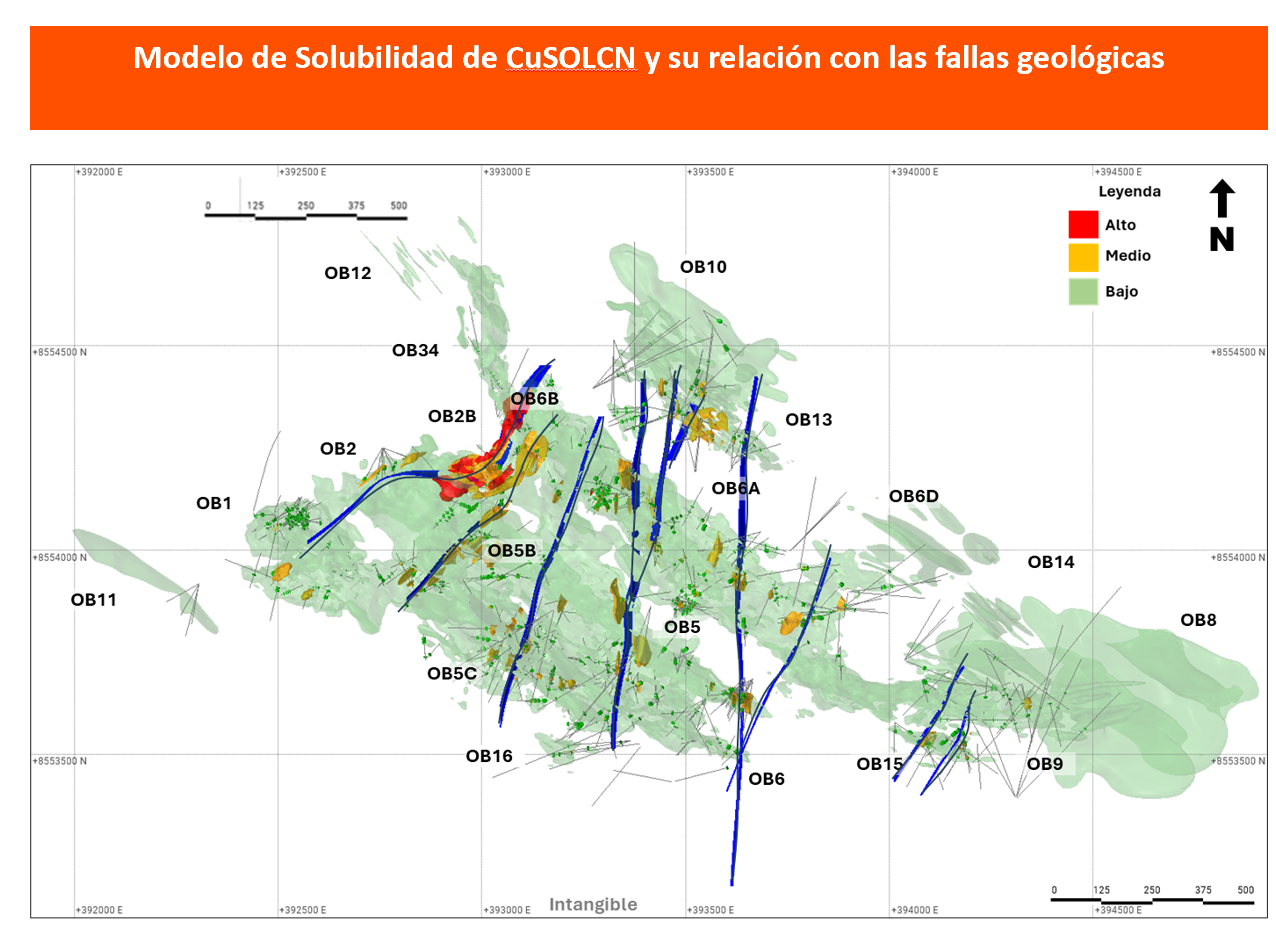 Modelo de Solubilidad de CuSOLCN y su relación con las fallas geológicas
+392000 E
+392500 E
+393000 E
+393500 E
+394000 E
+394500 E
Leyenda
Alto
Medio
Bajo
N
0 125 250 375 500
OB12
OB10
OB34
+8554500 N
+8554500 N
OB6B
OB2B
OB13
OB2
OB6A
OB1
OB6D
OB5B
+8554000 N
+8554000 N
OB14
OB11
OB5
OB8
OB5C
OB16
+8553500 N
+8553500 N
OB15
OB9
OB6
0 125 250 375 500
Intangible
+392000 E
+392500 E
+393000 E
+393500 E
+394000 E
+394500 E